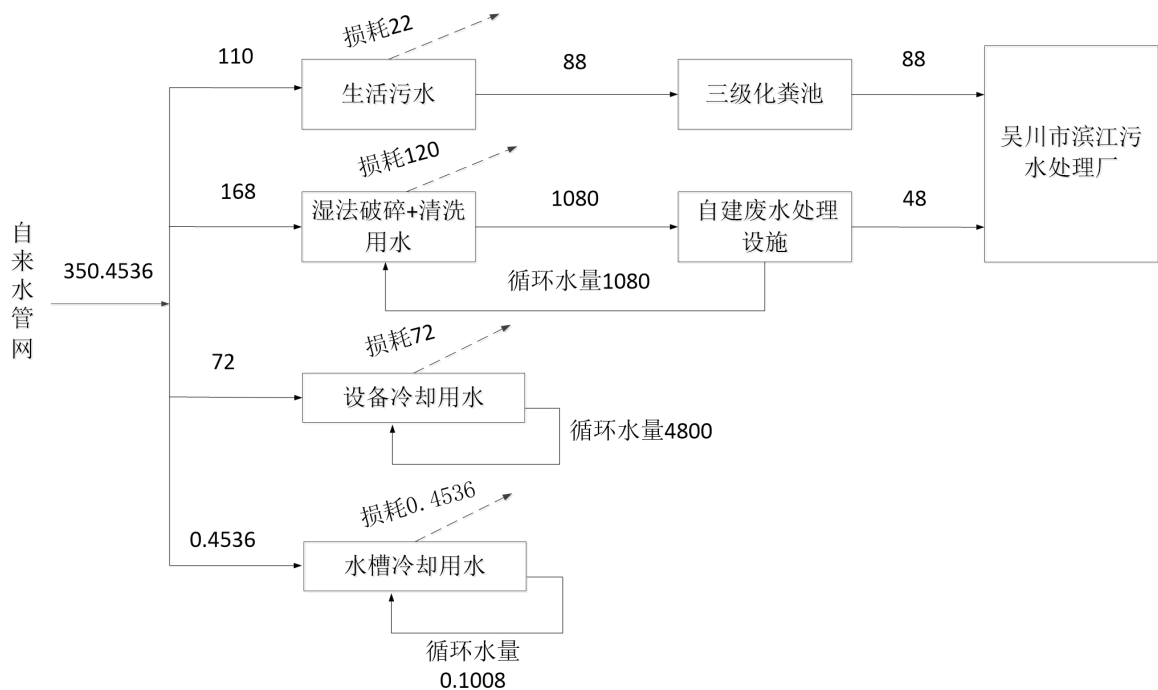 损耗22
110
生活污水
88
三级化粪池
88
吴川市滨江污
水处理厂
损耗120
168
湿法破碎+清洗
用水
1080
自建废水处理
设施
48
循环水量1080
自来水管网
350.4536
损耗72
72
设备冷却用水
循环水量4800
损耗0.4536
0.4536
水槽冷却用水
循环水量
0.1008